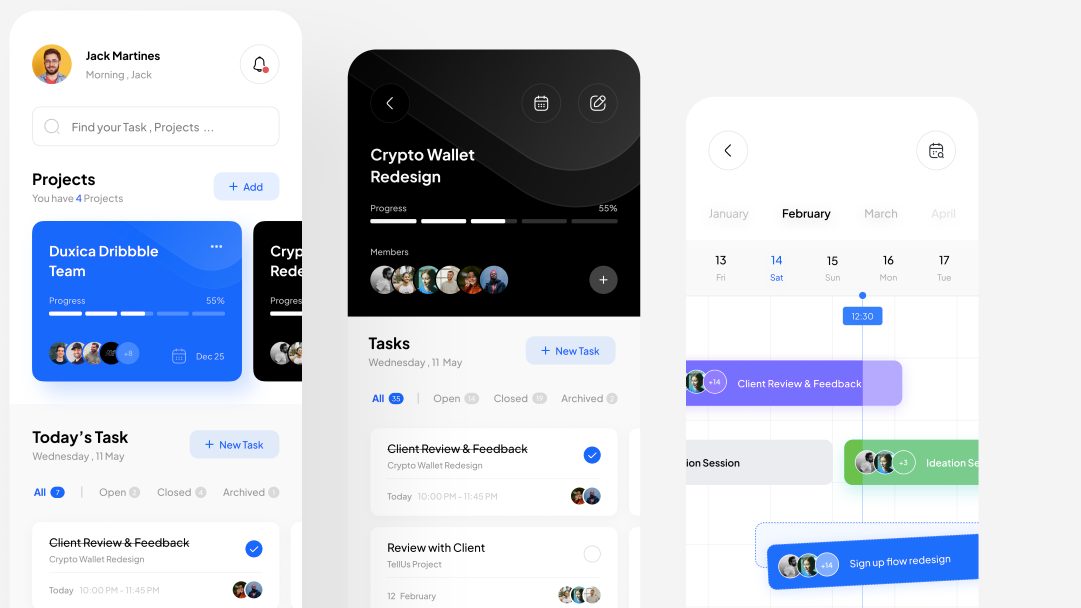 Jack Martines
Morning , Jack
Find your Task , Projects ...
Projects
You have 4 Projects
+ Add
Duxica Dribbble
Team
Progress
55%
+8
Dec 25
Today's Task
Wednesday , 11 May
+ New Task
All 7
Open 2
Closed 4
Archived 1
Client Review & Feedback
Crypto Wallet Redesign
Today 10:00 PM - 11:45 PM
Crypto Wallet
Redesign
Progress
55%
Members
Tasks
Wednesday , 11 May
+ New Task
All 35
Open 14
Closed 19
Archived 2
Client Review & Feedback
Crypto Wallet Redesign
Today 10:00 PM - 11:45 PM
Review with Client
TellUs Project
12 February
January
February
March
April
13
14
15
16
17
Fri
Sat
Sun
Mon
Tue
12:30
+14
Client Review & Feedback
ion Session
+3
Ideation Se
+14
Sign up flow redesign